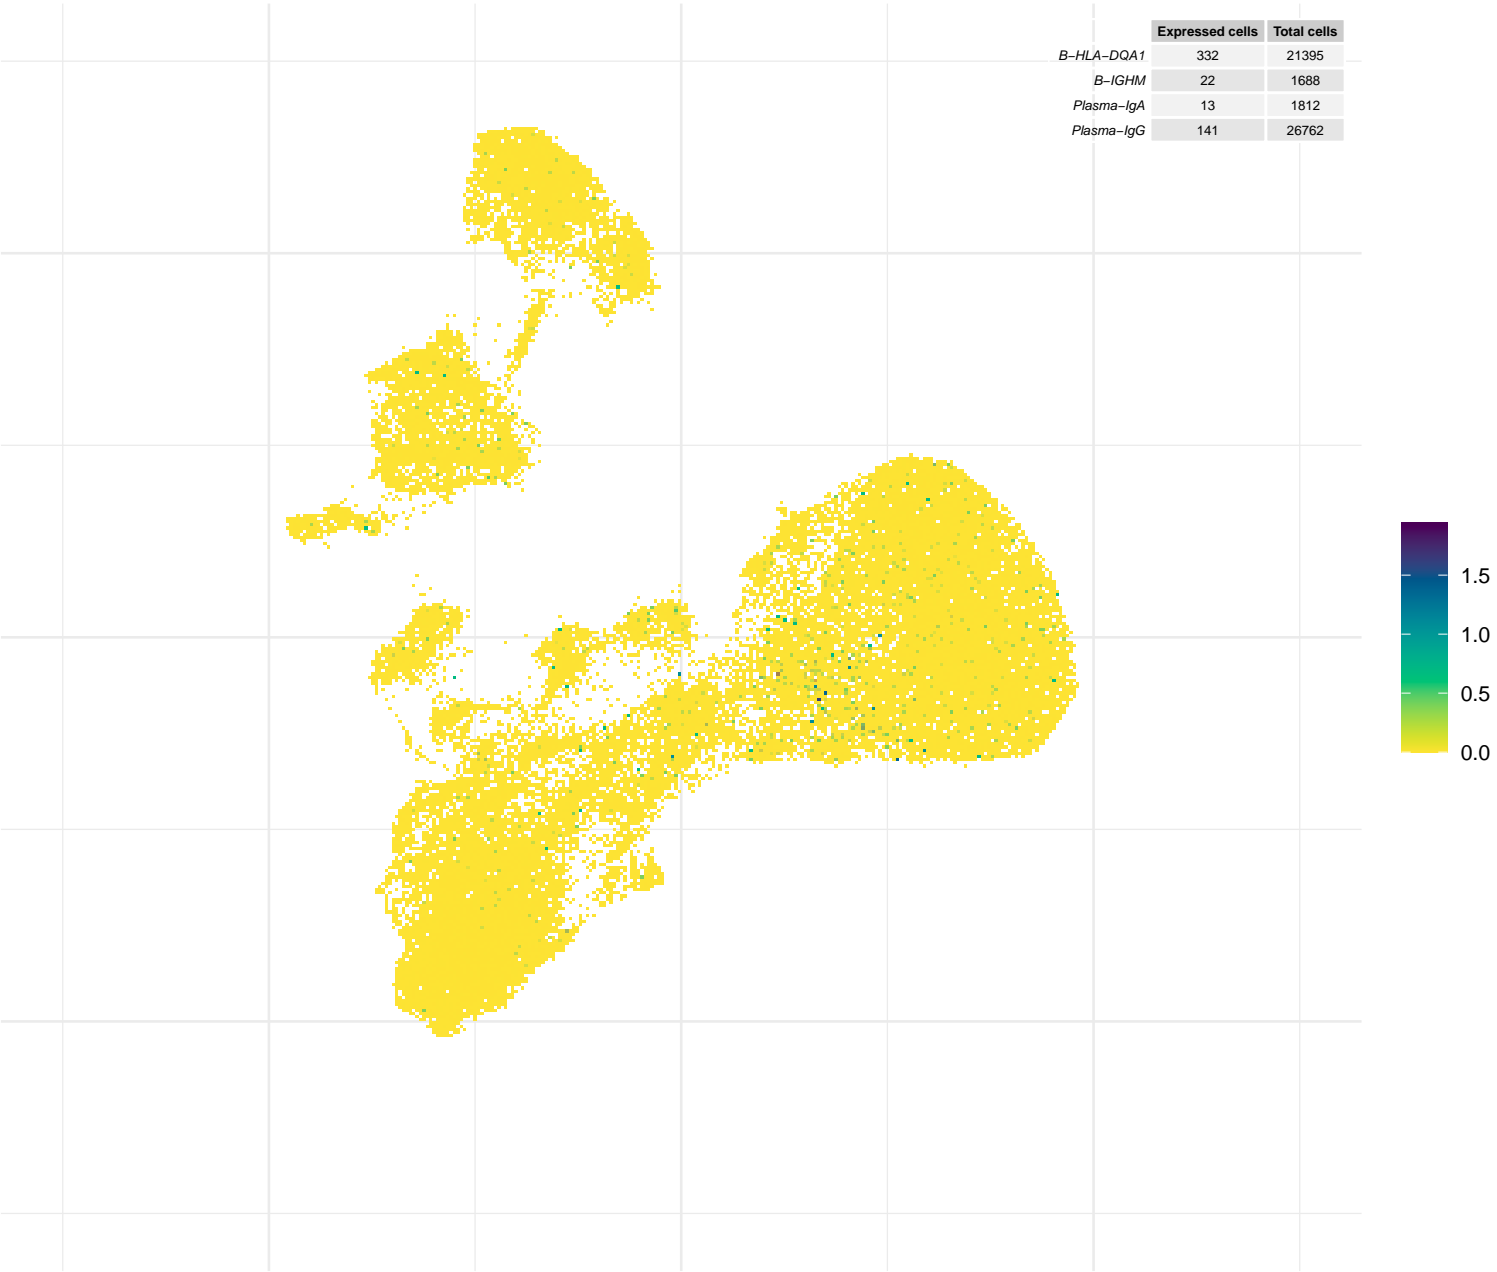 Expressed cells Total cells
B−HLA−DQA1 332 21395
B−IGHM 22 1688
Plasma−IgA 13 1812
Plasma−IgG 141 26762
1.5
1.0
0.5
0.0